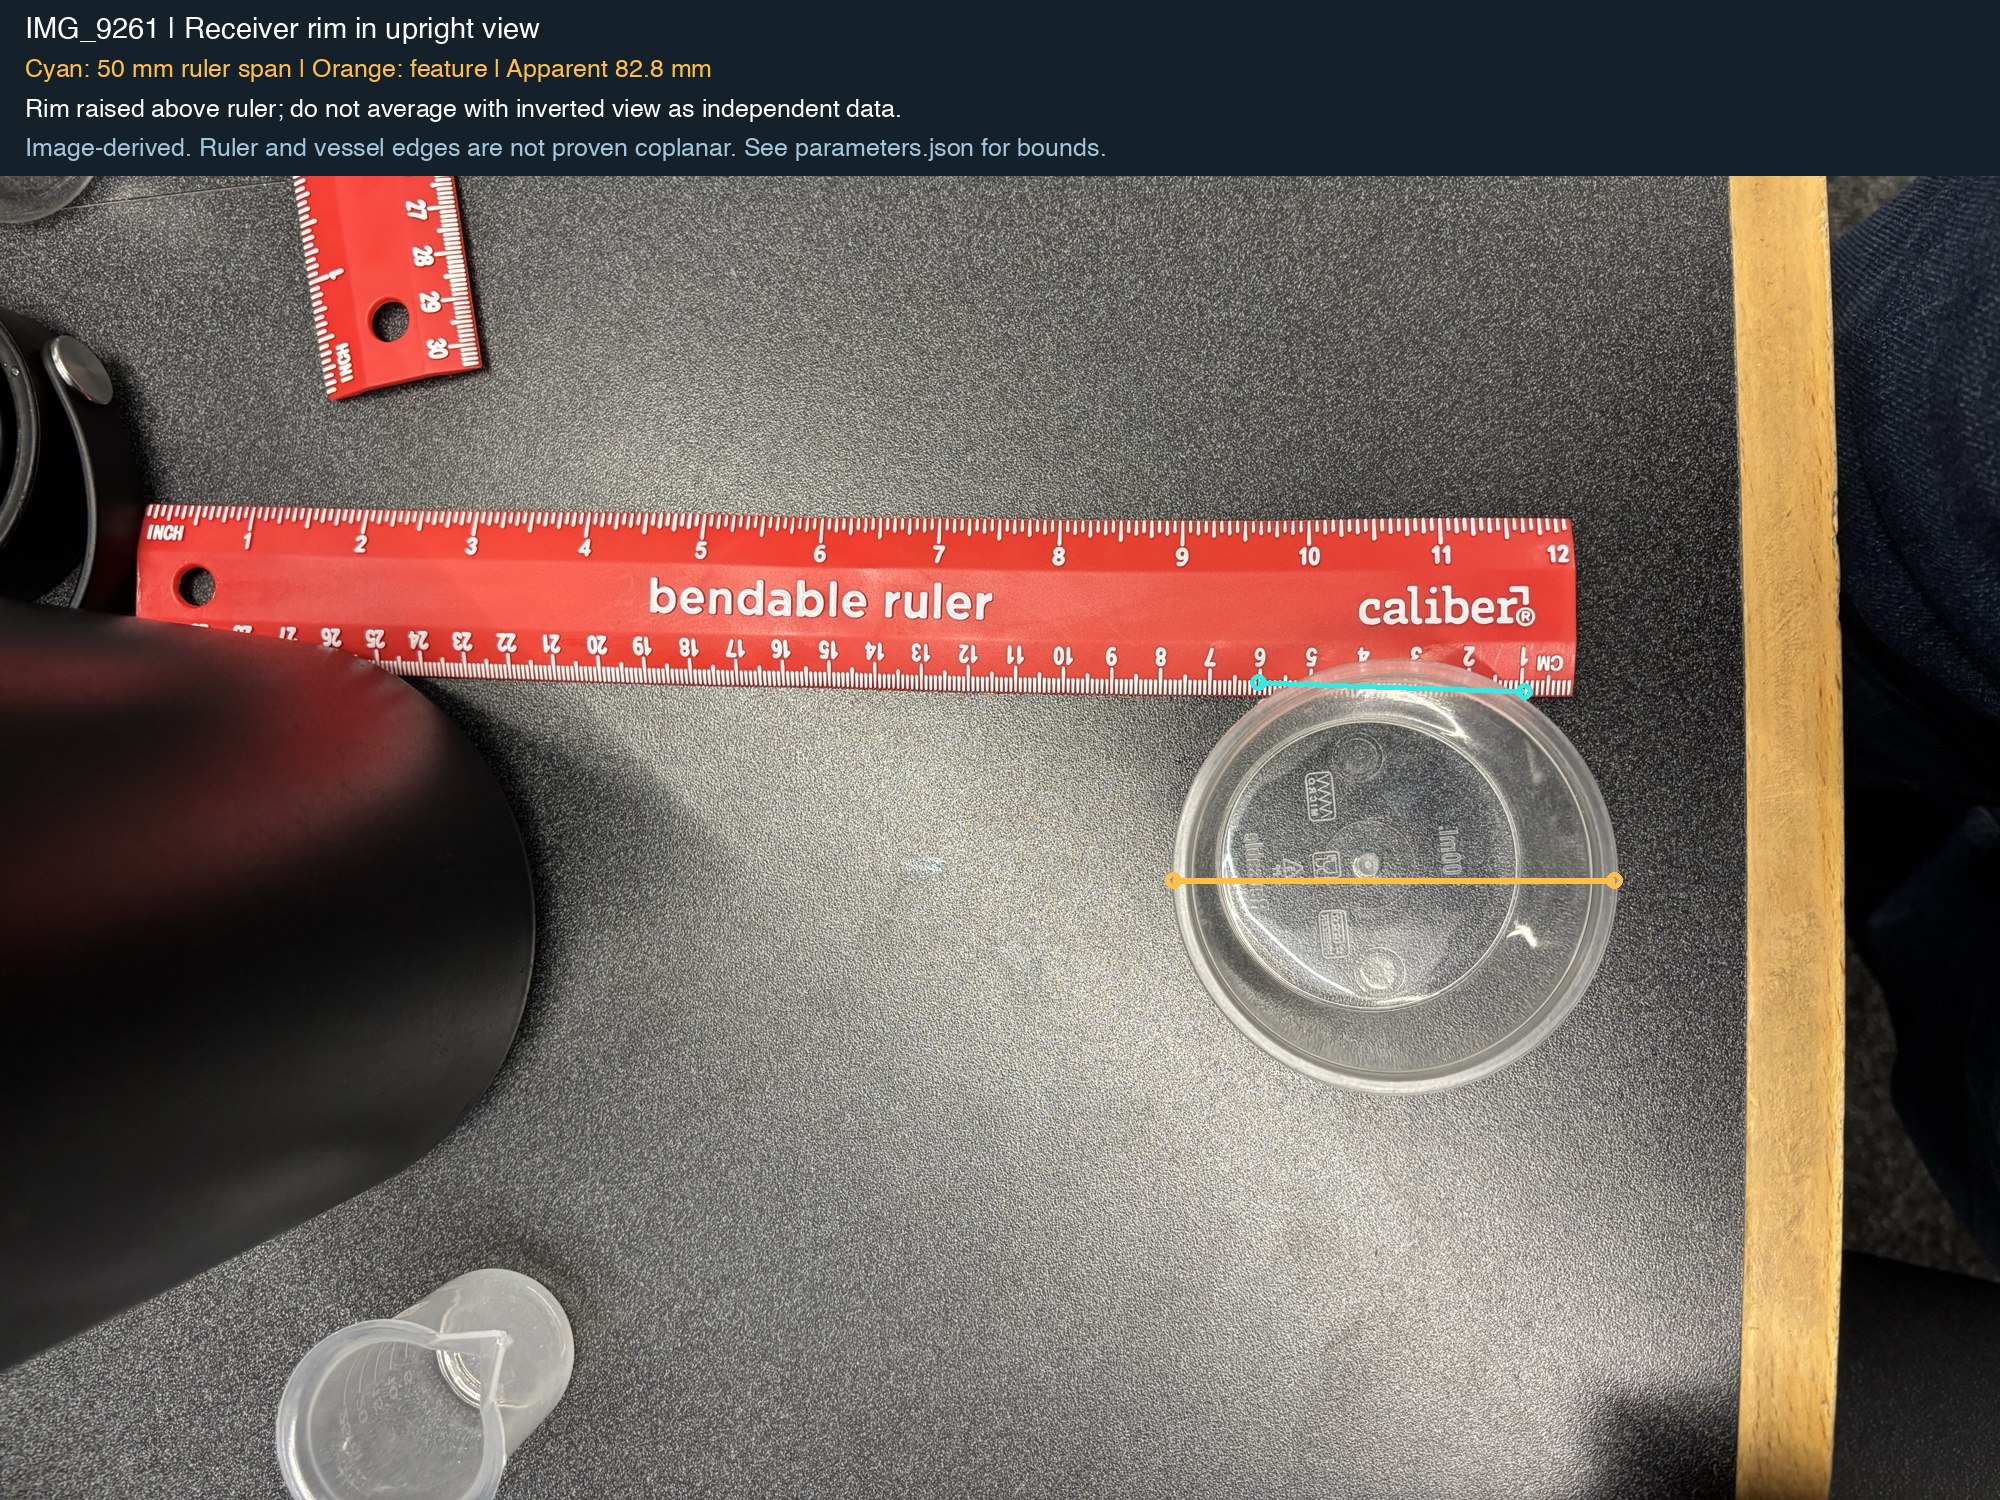 IMG_9261 | Receiver rim in upright view
Cyan: 50 mm ruler span | Orange: feature | Apparent 82.8 mm
Rim raised above ruler; do not average with inverted view as independent data.
Image-derived. Ruler and vessel edges are not proven coplanar. See parameters.json for bounds.
27
28
29
30
INCH
INCH 1 2 3 4 5 6 7 8 9 10 11 12
bendable ruler
caliber®
28 27 26 25 24 23 22 21 20 19 18 17 16 15 14 13 12 11 10 9 8 7 6 5 4 3 2 1 CM